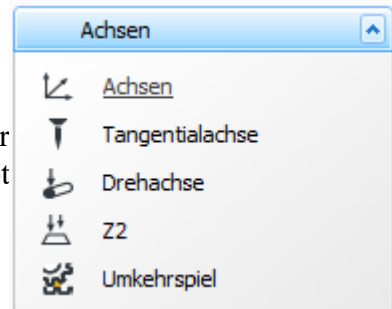 Achsen
Achsen
r Tangentialachse
t Drehachse
Z2
Umkehrspiel